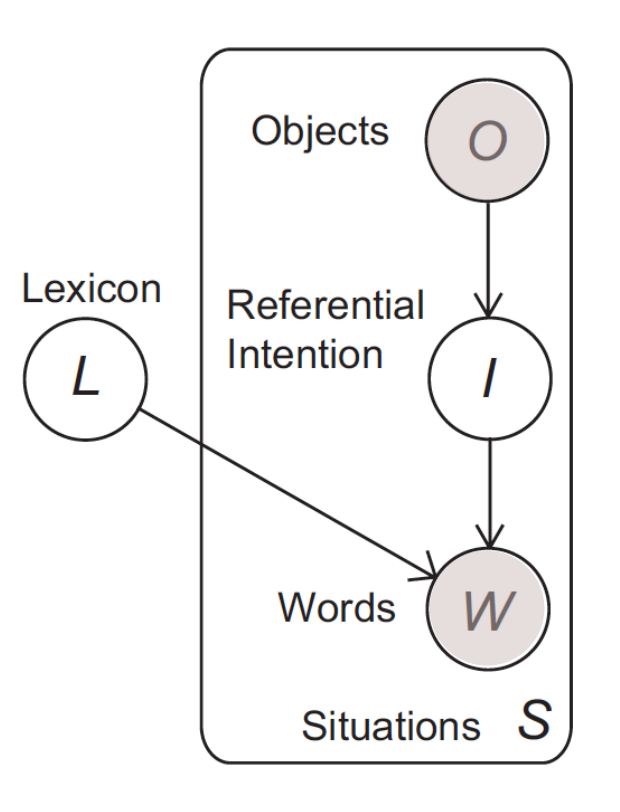 Objects
O
Lexicon
L
Referential
Intention
I
Words
W
Situations S